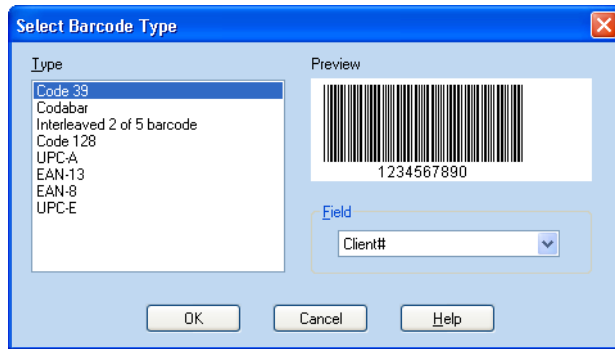 Select Barcode Type
Type
Code 39
Codabar
Interleaved 2 of 5 barcode
Code 128
UPC-A
EAN-13
EAN-8
UPC-E
Preview
1234567890
Field
Client#
OK
Cancel
Help